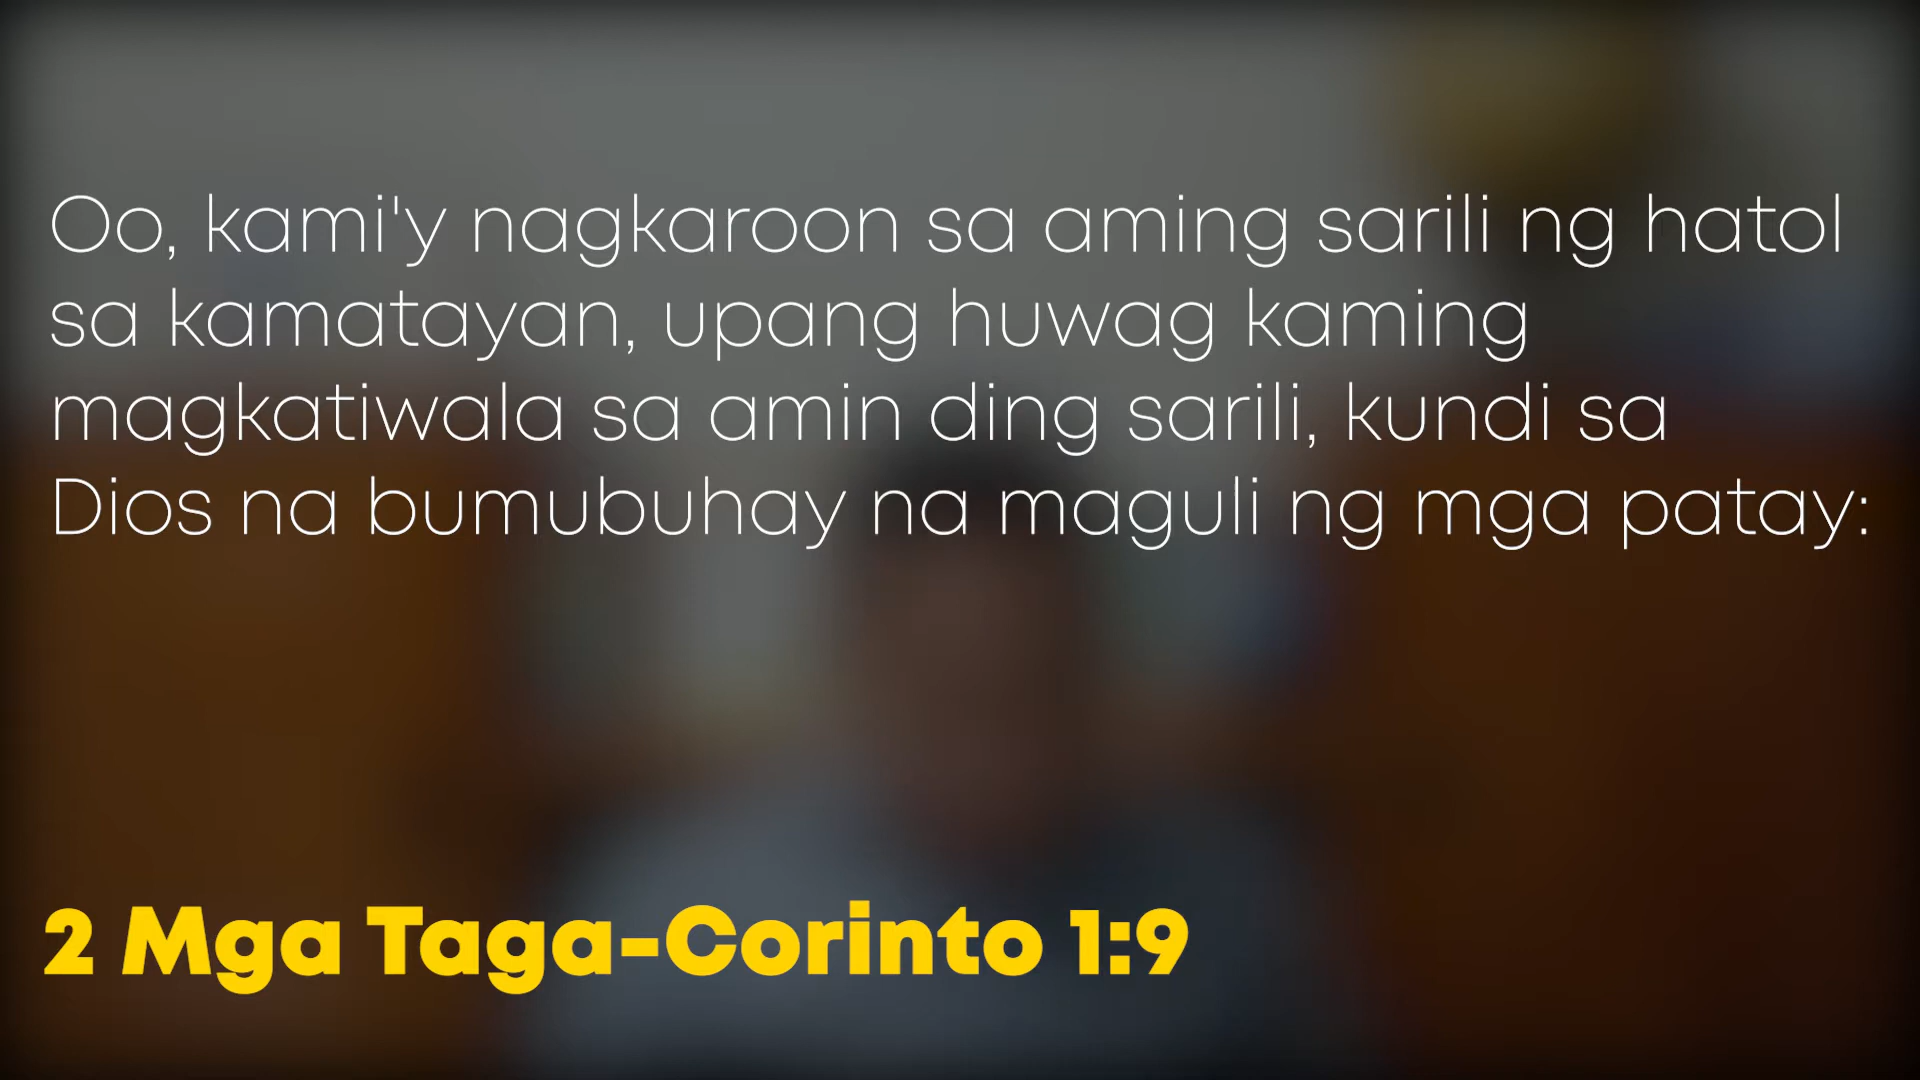 Oo, kami'y nagkaroon sa aming sarili ng hatol
sa kamatayan, upang huwag kaming
magkatiwala sa amin ding sarili, kundi sa
Dios na bumubuhay na maguli ng mga patay:
2 Mga Taga-Corinto 1:9